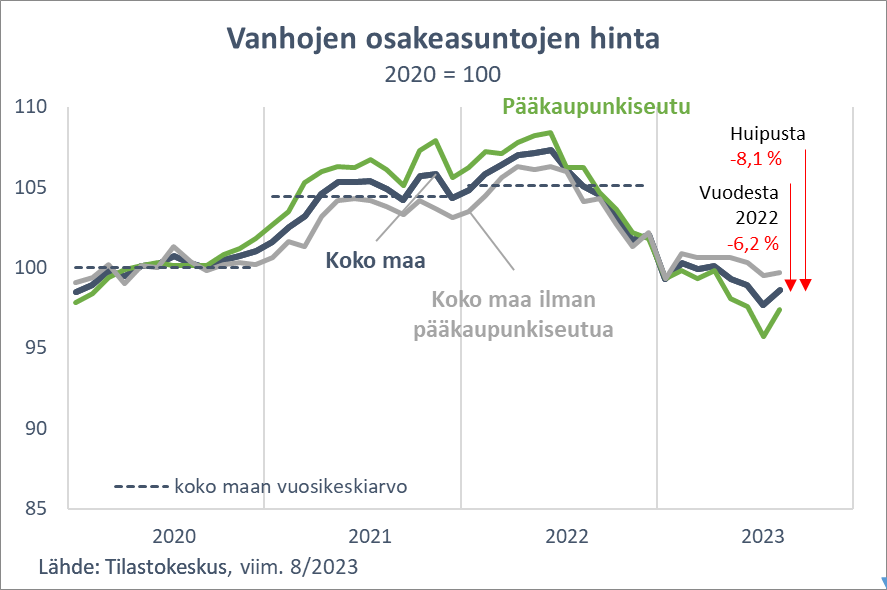 Vanhojen osakeasuntojen hinta
2020 = 100
110
105
100
95
90
85
Pääkaupunkiseutu
Huipusta
-8,1 %
Vuodesta
2022
-6,2 %
Koko maa
Koko maa ilman
pääkaupunkiseutua
koko maan vuosikeskiarvo
2020
2021
2022
2023
Lähde: Tilastokeskus, viim. 8/2023